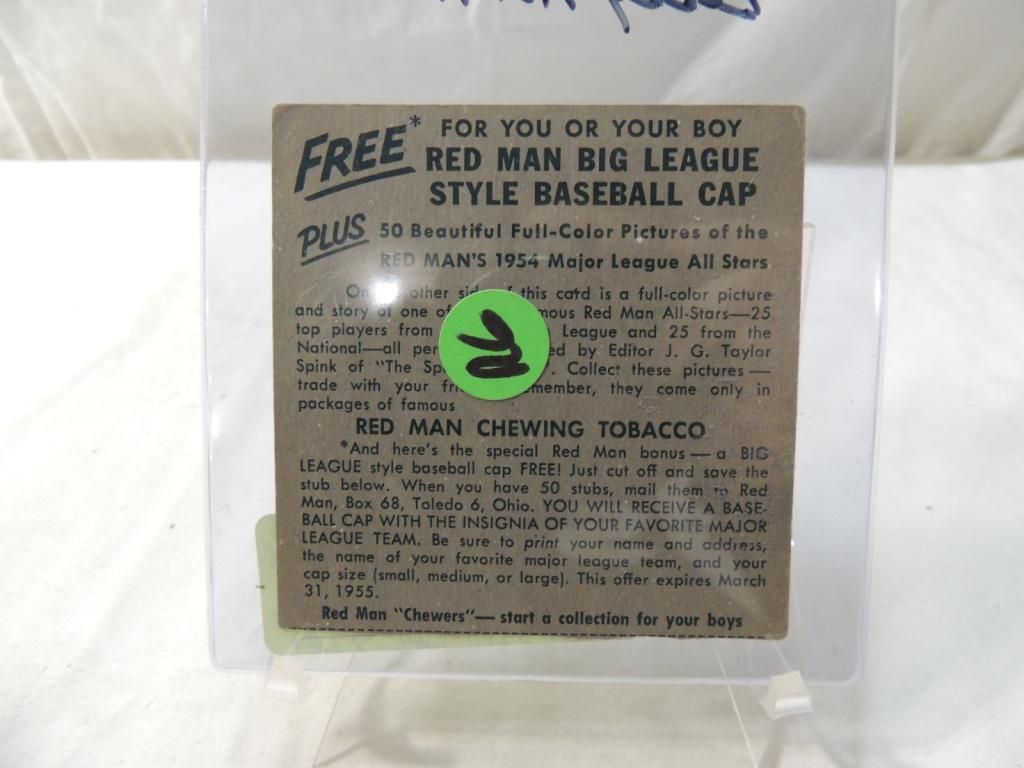 FREE* FOR YOU OR YOUR BOY
RED MAN BIG LEAGUE
STYLE BASEBALL CAP
PLUS 50 Beautiful Full-Color Pictures of the
RED MAN'S 1954 Major League All Stars
On other side of this card is a full-color picture
and story of one of Red Man All-Stars—25
top players from League and 25 from the
National—all by Editor J. G. Taylor
Spink of "The Collect these pictures—
trade with your they come only in
packages of famous
RED MAN CHEWING TOBACCO
*And here's the special Red Man bonus—a BIG
LEAGUE style baseball cap FREE! Just cut off and save the
stub below. When you have 50 stubs, mail them to Red
Man, Box 68, Toledo 6, Ohio. YOU WILL RECEIVE A BASE-
BALL CAP WITH THE INSIGNIA OF YOUR FAVORITE MAJOR
LEAGUE TEAM. Be sure to print your name and address,
the name of your favorite major league team, and your
cap size (small, medium, or large). This offer expires March
31, 1955.
Red Man "Chewers"—start a collection for your boys